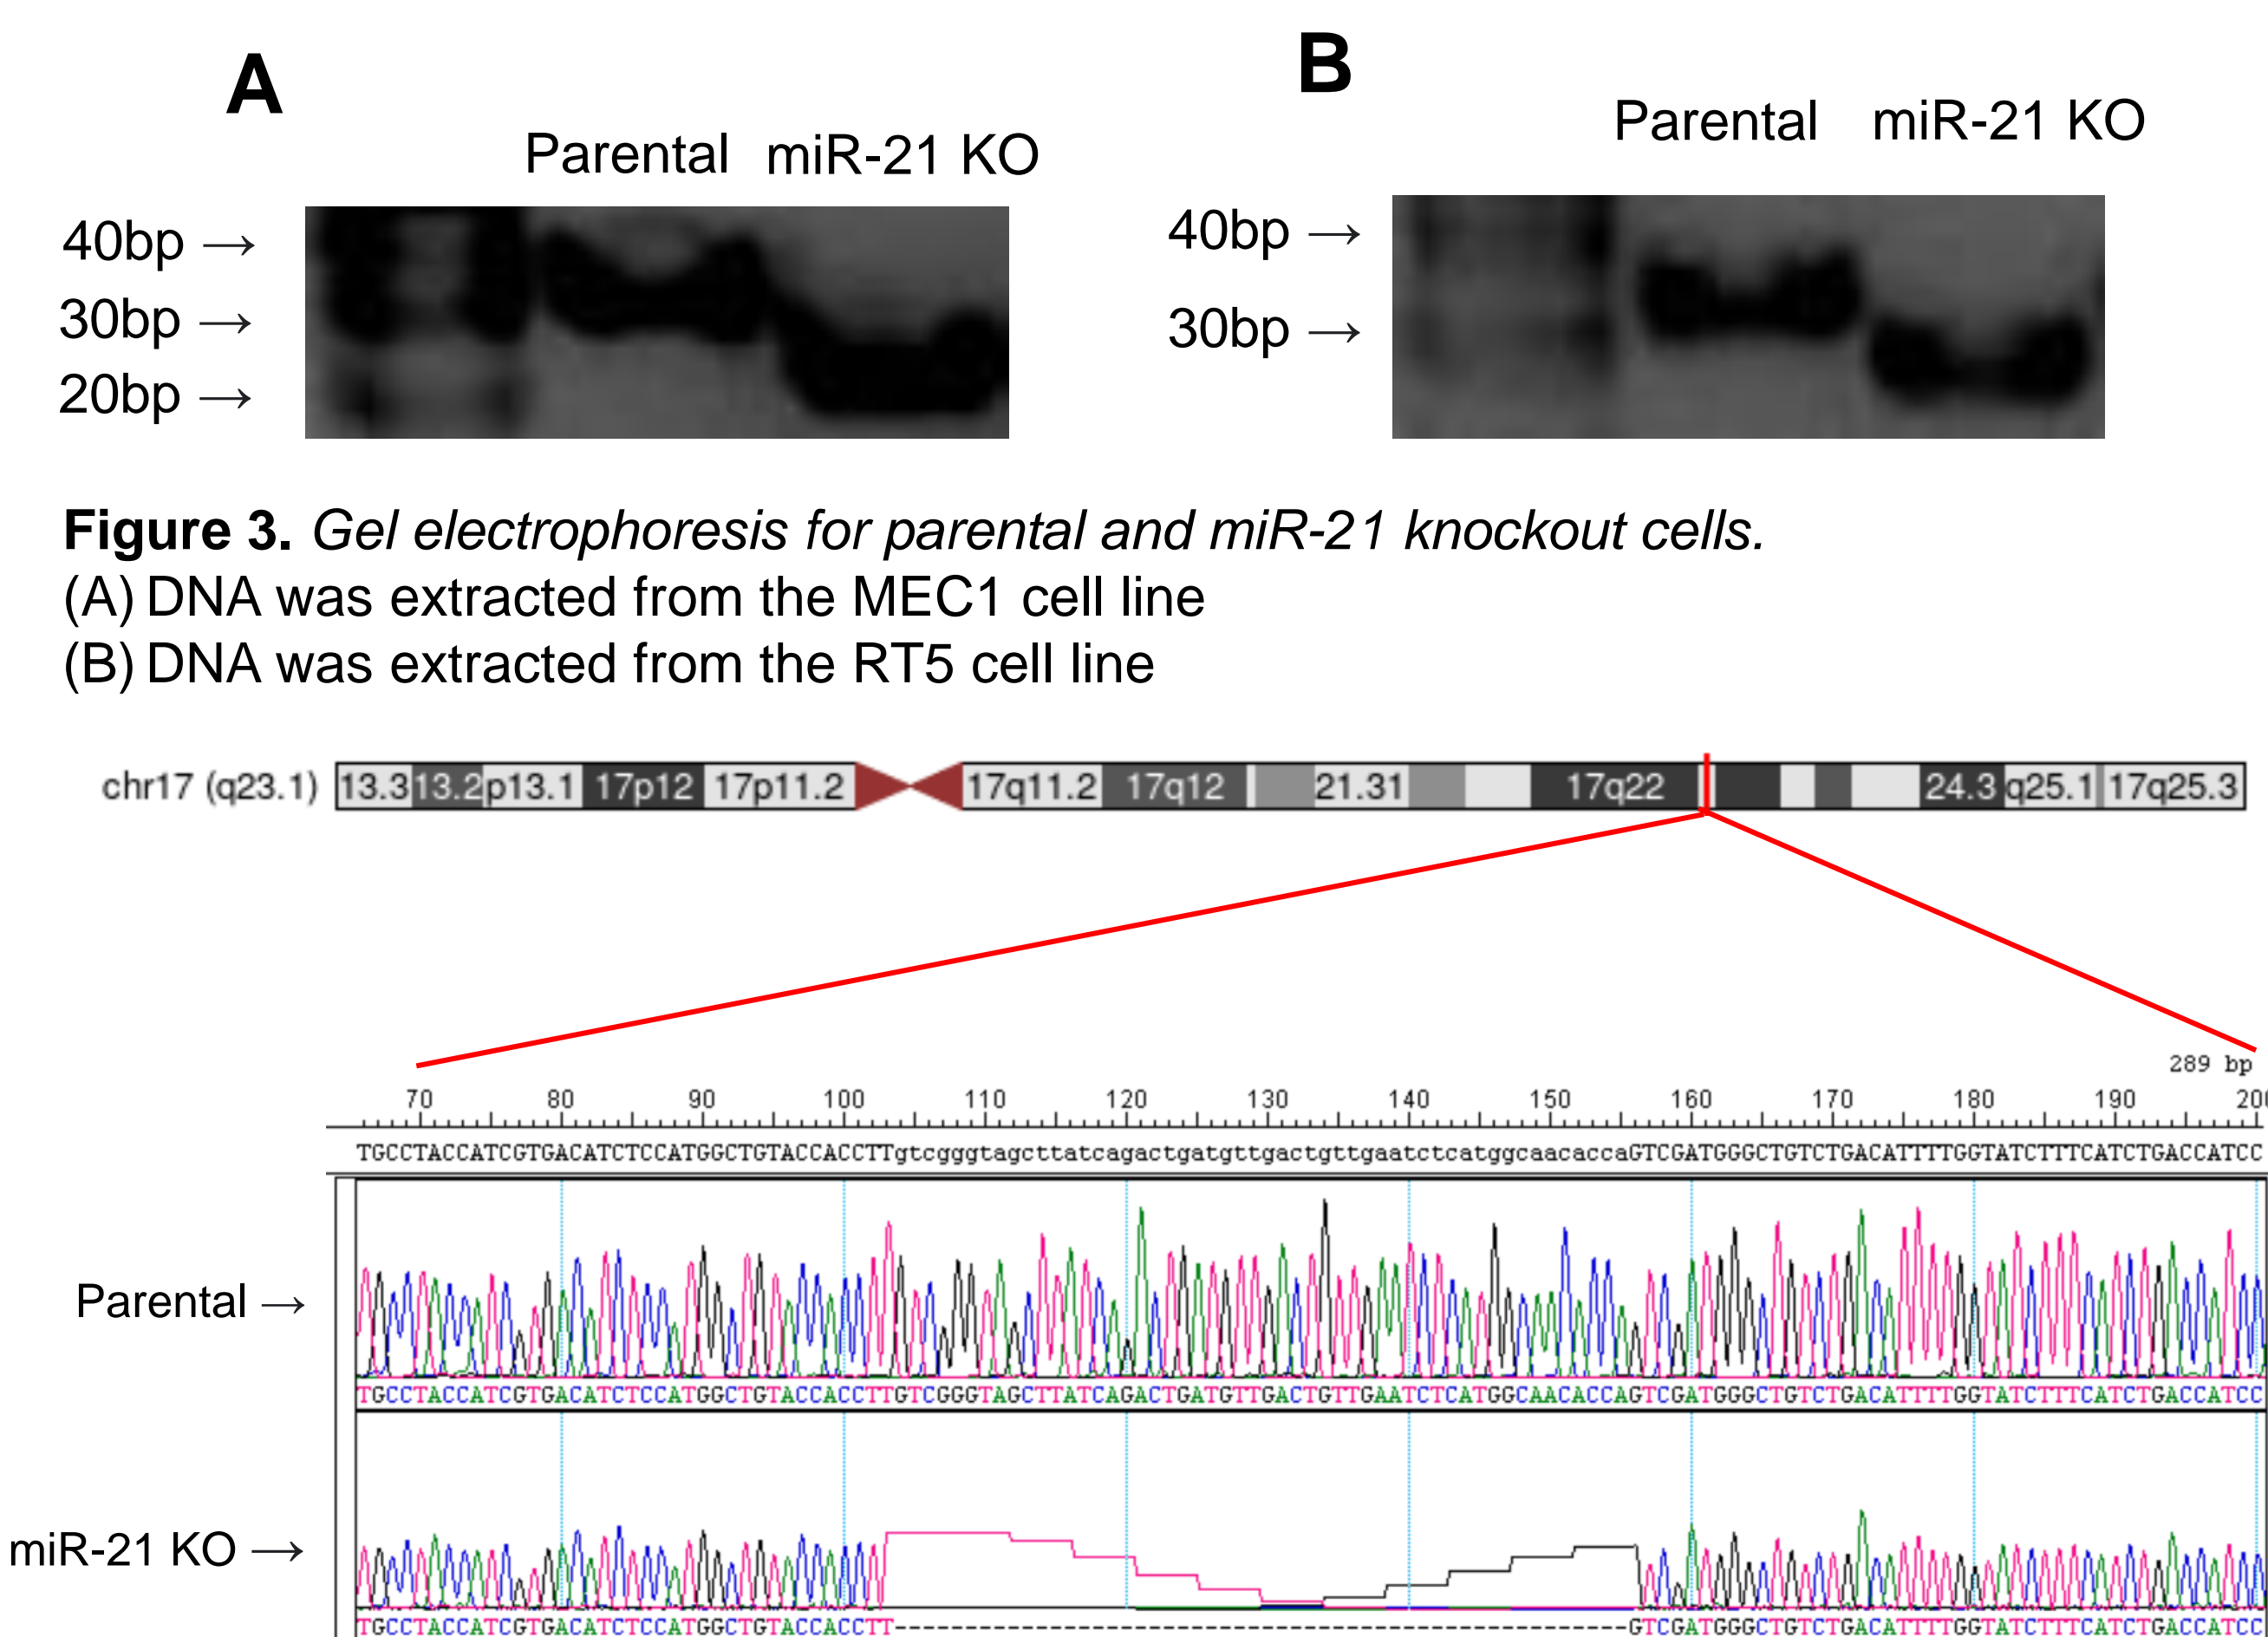 A
B
Parental miR-21 KO
Parental miR-21 KO
40bp →
30bp →
20bp →
40bp →
30bp →
Figure 3. Gel electrophoresis for parental and miR-21 knockout cells.
(A) DNA was extracted from the MEC1 cell line
(B) DNA was extracted from the RT5 cell line
chr17 (q23.1) 13.3 13.2 p13.1 17p12 17p11.2 17q11.2 17q12 21.31 17q22 24.3 q25.1 17q25.3
289 bp
70 80 90 100 110 120 130 140 150 160 170 180 190 200
TGCCTACCATCGTGACATCTCCATGGCTGTACCACCTTgtcgggtagcttatcagactgatgttgactgttgaatctcatggcaacaccaGTCGATGGGCTGTCTGACATTTTGGTATCTTTCATCTGACCATCC
Parental →
TGCCTACCATCGTGACATCTCCATGGCTGTACCACCTTGTCGGGTAGCTTATCAGACTGATGTTGACTGTTGAATCTCATGGCAACACCAGTCGATGGGCTGTCTGACATTTTGGTATCTTTCATCTGACCATCC
miR-21 KO →
TGCCTACCATCGTGACATCTCCATGGCTGTACCACCTT----------------------------------------------------GTCGATGGGCTGTCTGACATTTTGGTATCTTTCATCTGACCATCC